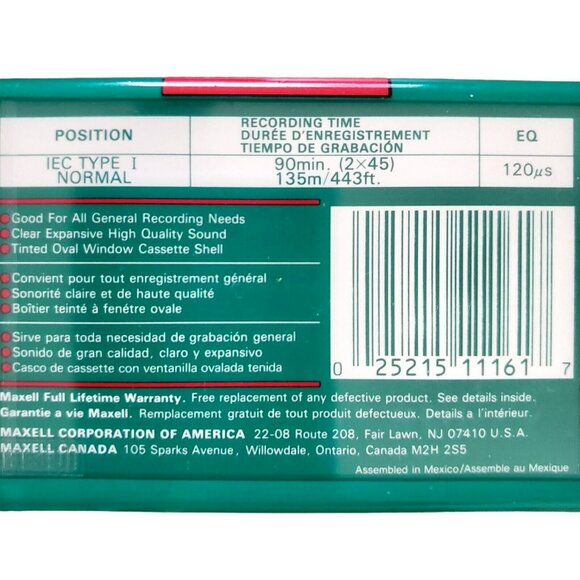 POSITION
RECORDING TIME
DURÉE D'ENREGISTREMENT
TIEMPO DE GRABACIÓN
EQ
IEC TYPE I
NORMAL
90min. (2×45)
135m/443ft.
120μs
Good For All General Recording Needs
Clear Expansive High Quality Sound
Tinted Oval Window Cassette Shell
Convient pour tout enregistrement général
Sonorité claire et de haute qualité
Boîtier teinté à fenétre ovale
Sirve para toda necesidad de grabación general
Sonido de gran calidad, claro y expansivo
Casco de cassette con ventanilla ovalada tenida
0 25215 11161 7
Maxell Full Lifetime Warranty. Free replacement of any defective product. See details inside.
Garantie a vie Maxell. Remplacement gratuit de tout produit defectueux. Details a l'intérieur.
MAXELL CORPORATION OF AMERICA 22-08 Route 208, Fair Lawn, NJ 07410 U.S.A.
MAXELL CANADA 105 Sparks Avenue, Willowdale, Ontario, Canada M2H 2S5
Assembled in Mexico/Assemble au Mexique